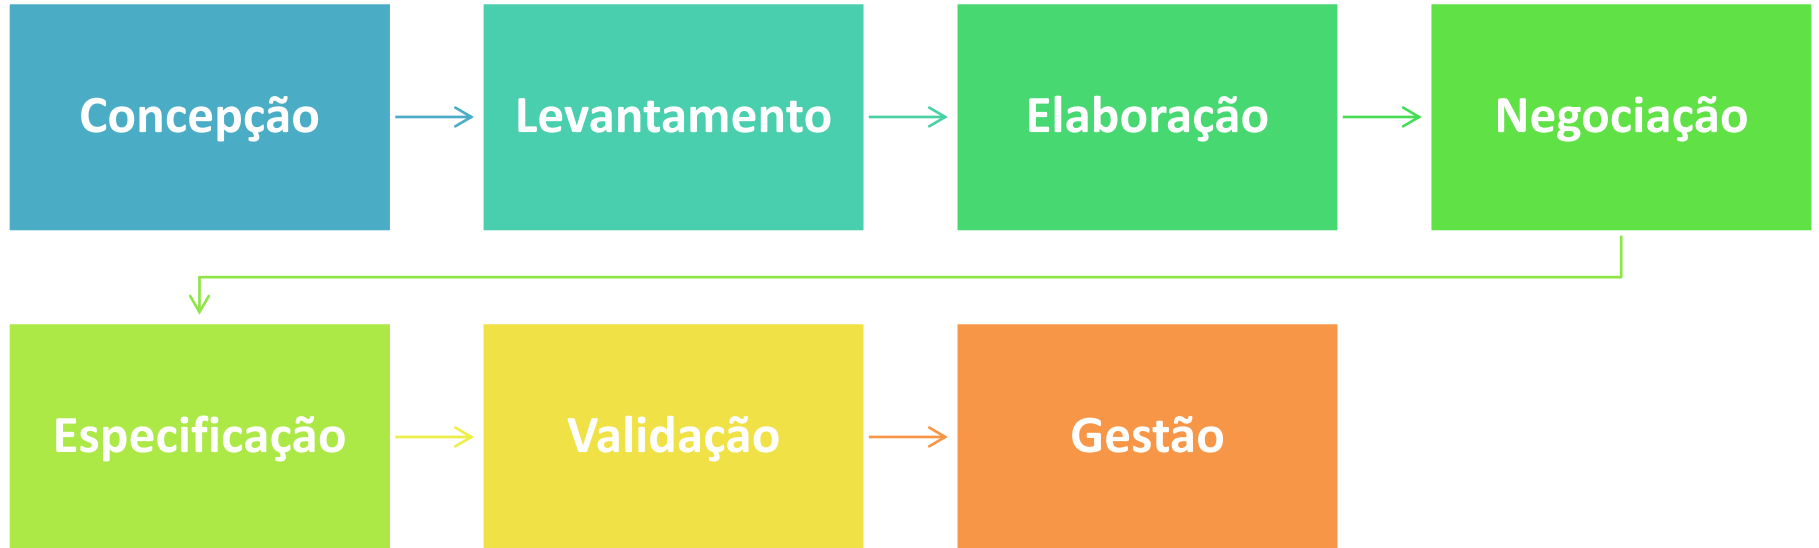 Concepção
Levantamento
Elaboração
Negociação
Especificação
Validação
Gestão